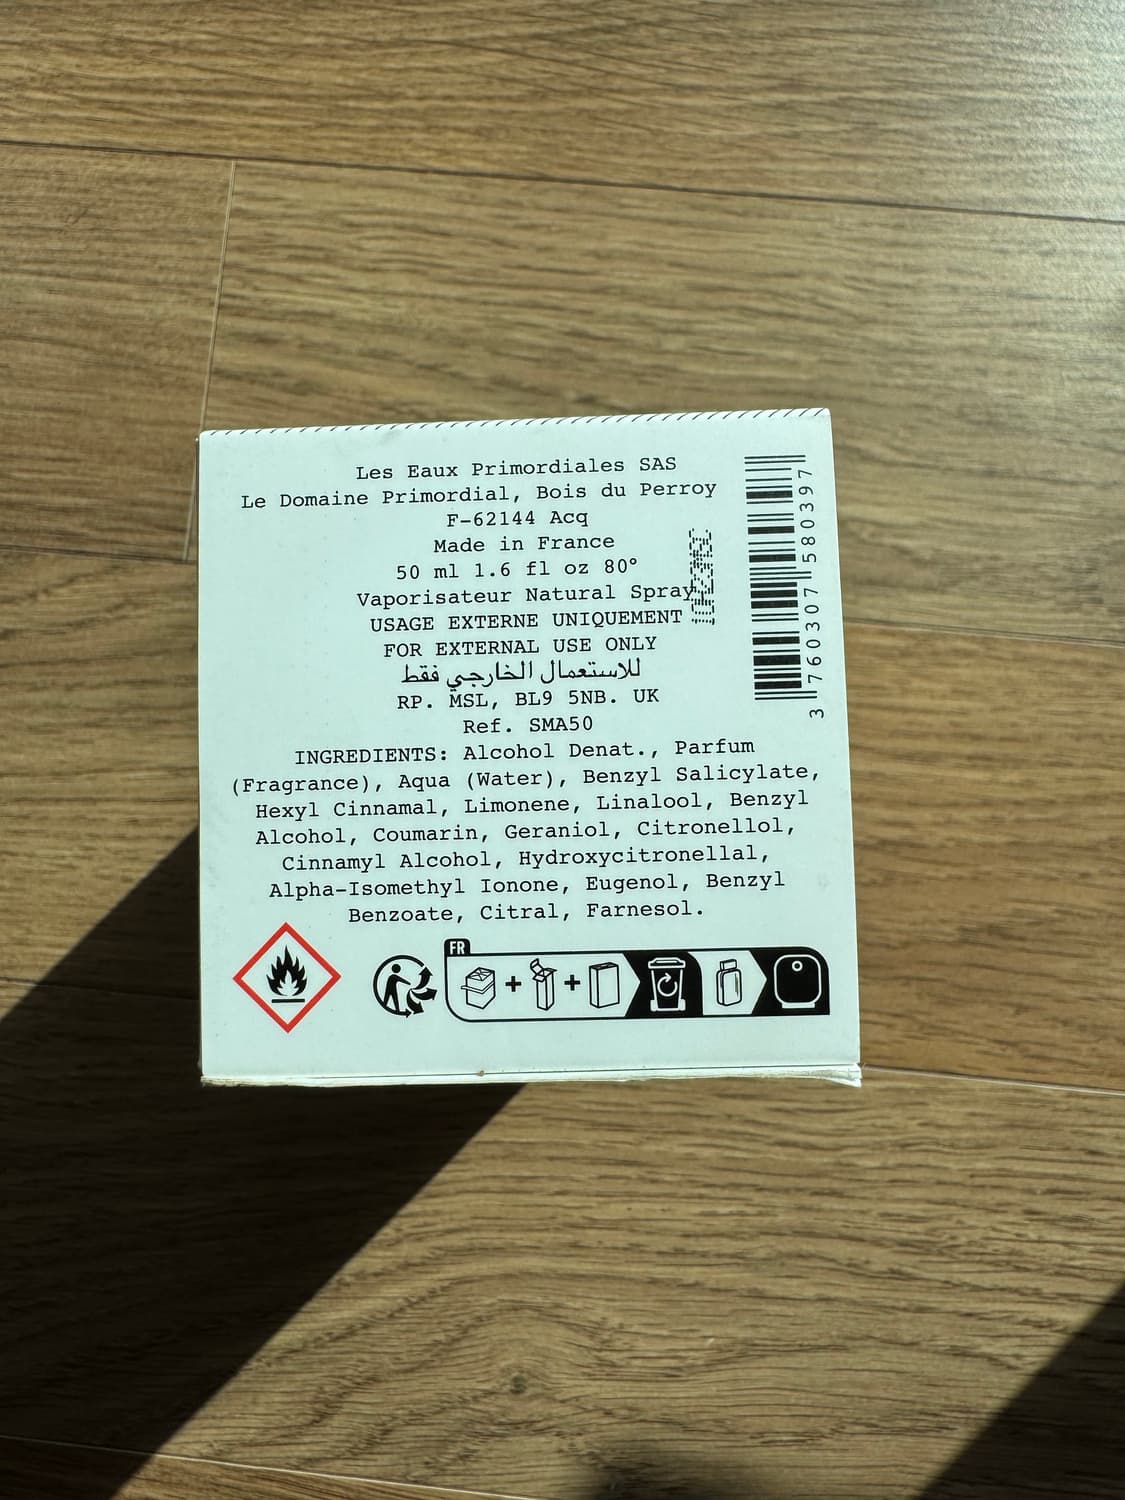 Les Eaux Primordiales SAS
Le Domaine Primordial, Bois du Perroy
F-62144 Acq
Made in France
50 ml 1.6 fl oz 80°
Vaporisateur Natural Spray
USAGE EXTERNE UNIQUEMENT
FOR EXTERNAL USE ONLY
للاستعمال الخارجي فقط
RP. MSL, BL9 5NB. UK
Ref. SMA50
INGREDIENTS: Alcohol Denat., Parfum
(Fragrance), Aqua (Water), Benzyl Salicylate,
Hexyl Cinnamal, Limonene, Linalool, Benzyl
Alcohol, Coumarin, Geraniol, Citronellol,
Cinnamyl Alcohol, Hydroxycitronellal,
Alpha-Isomethyl Ionone, Eugenol, Benzyl
Benzoate, Citral, Farnesol.
FR
3 760307 580397